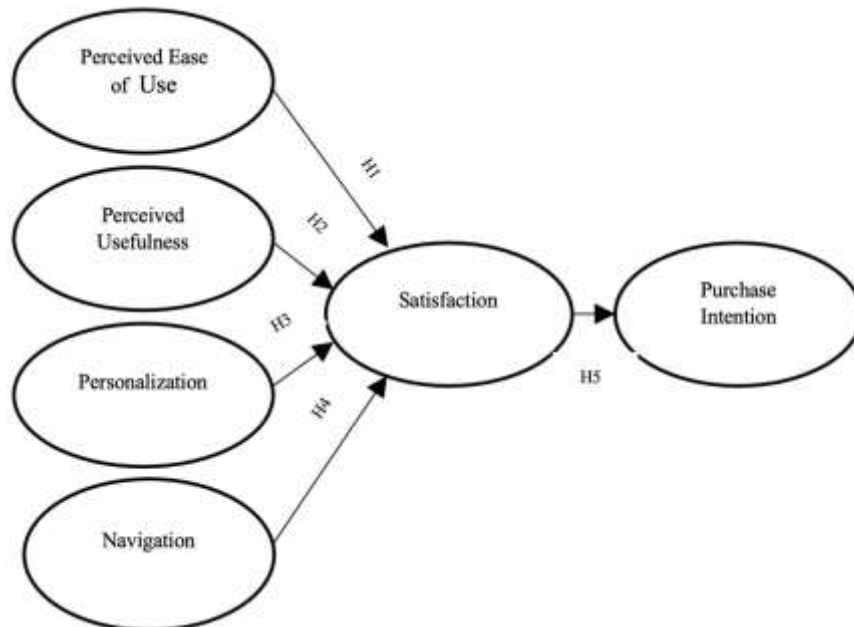 Perceived Ease
of Use
H1
Perceived
Usefulness
H2
Satisfaction
Purchase
Intention
H3
Personalization
H4
H5
Navigation